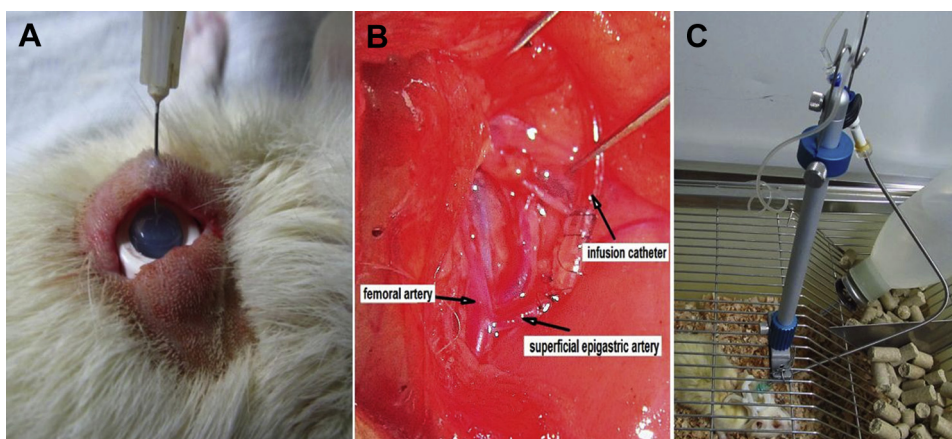 A
B
C
infusion catheter
femoral artery
superficial epigastric artery